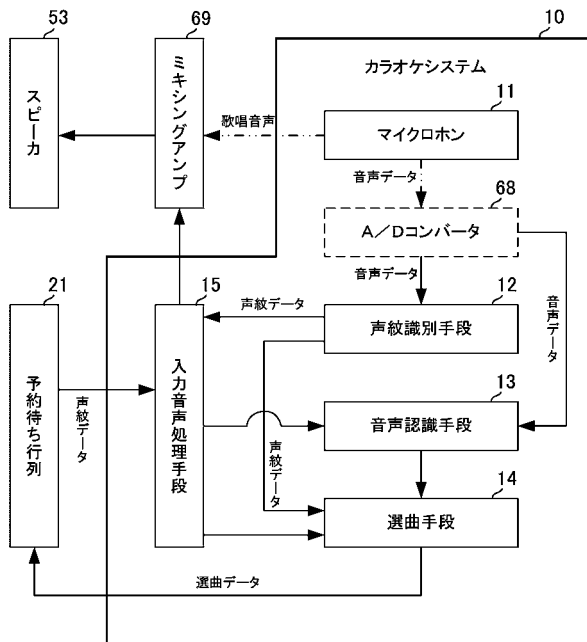 53
69
10
スピーカ
ミキシングアンプ
カラオケシステム
11
マイクロホン
歌唱音声
音声データ
68
A/Dコンバータ
音声データ
音声データ
21
15
12
声紋データ
声紋識別手段
予約待ち行列
声紋データ
入力音声処理手段
13
音声認識手段
声紋データ
14
選曲手段
選曲データ